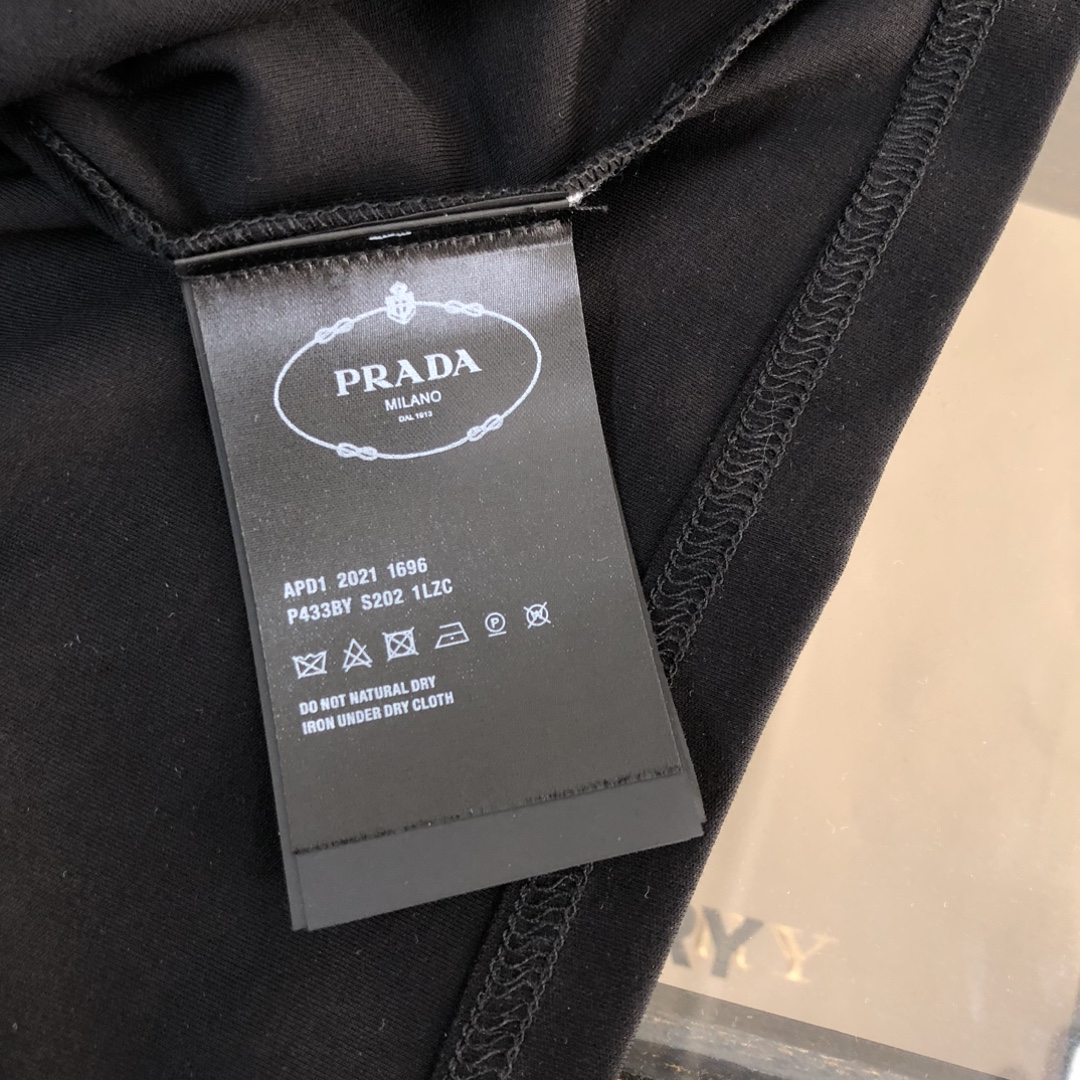 PRADA
MILANO
DAL 1913
APD1 2021 1696
P433BY S202 1LZC
P W
DO NOT NATURAL DRY
IRON UNDER DRY CLOTH
RY